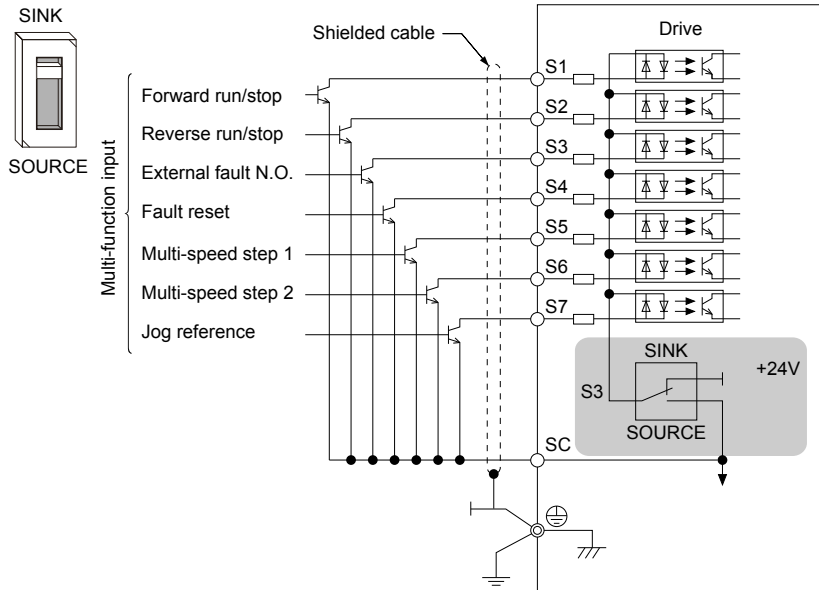 SINK
SOURCE
Shielded cable
Drive
Multi-function input
Forward run/stop
Reverse run/stop
External fault N.O.
Fault reset
Multi-speed step 1
Multi-speed step 2
Jog reference
S1
S2
S3
S4
S5
S6
S7
SINK
+24V
S3
SOURCE
SC